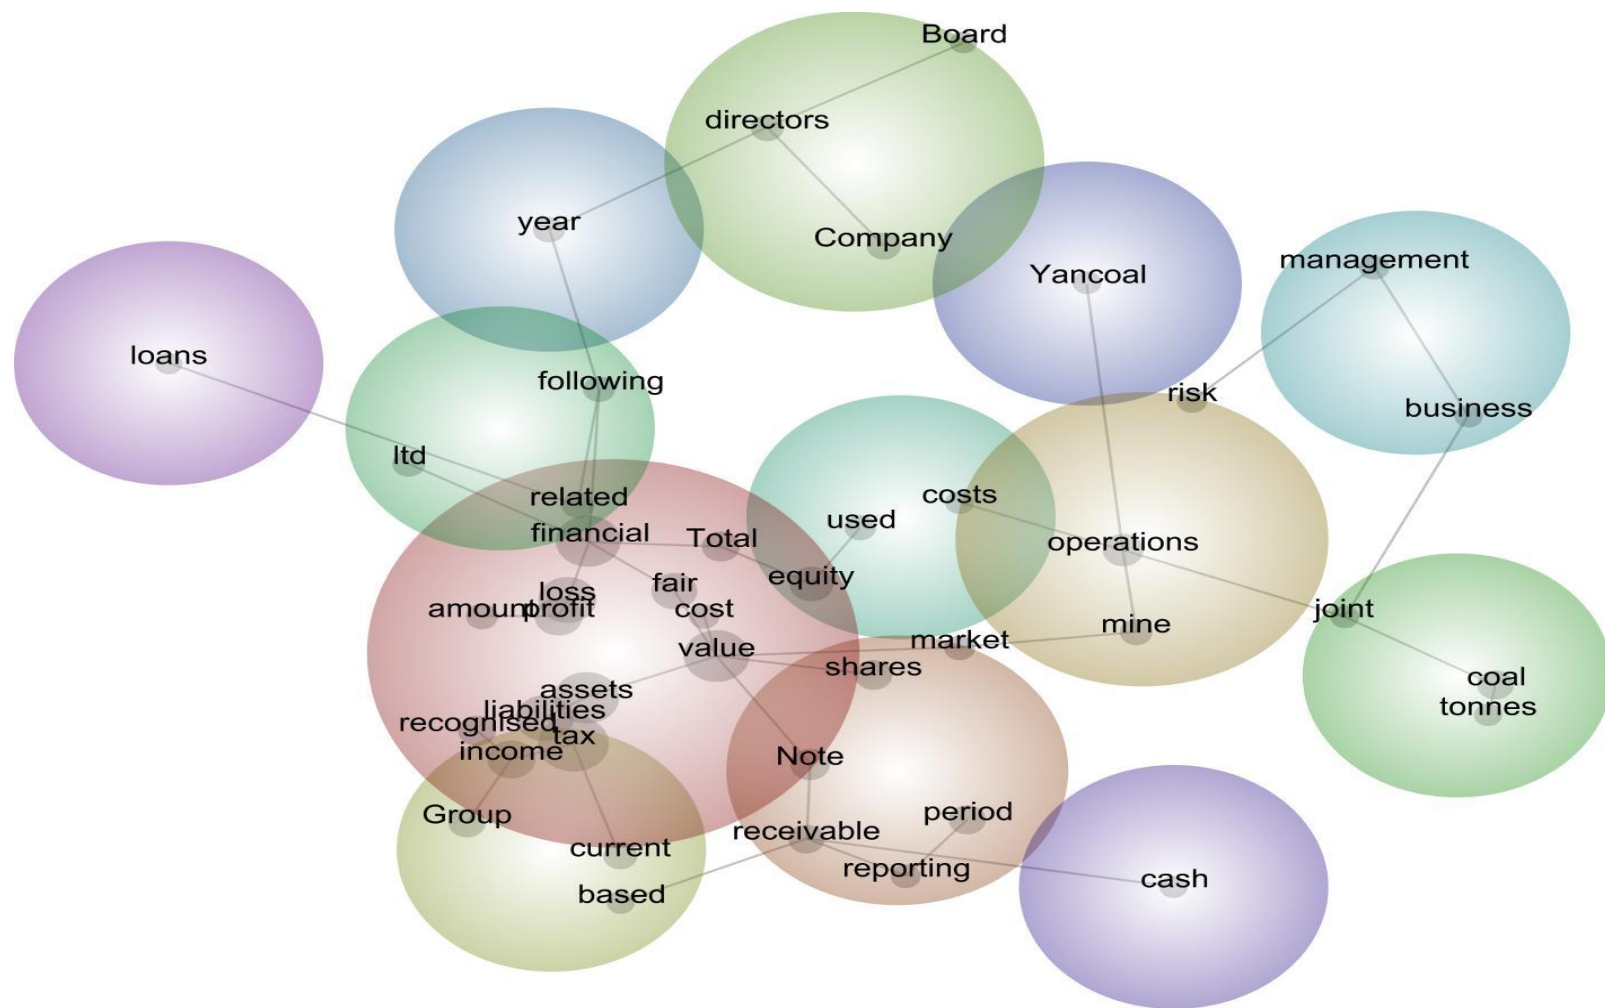 Board
directors
year
Company
management
Yancoal
loans
following
risk
business
ltd
related
costs
used
financial
Total
operations
equity
fair
loss
amount
profit
cost
joint
mine
market
value
shares
coal
assets
tonnes
liabilities
recognised
tax
income
Note
Group
period
receivable
current
reporting
cash
based